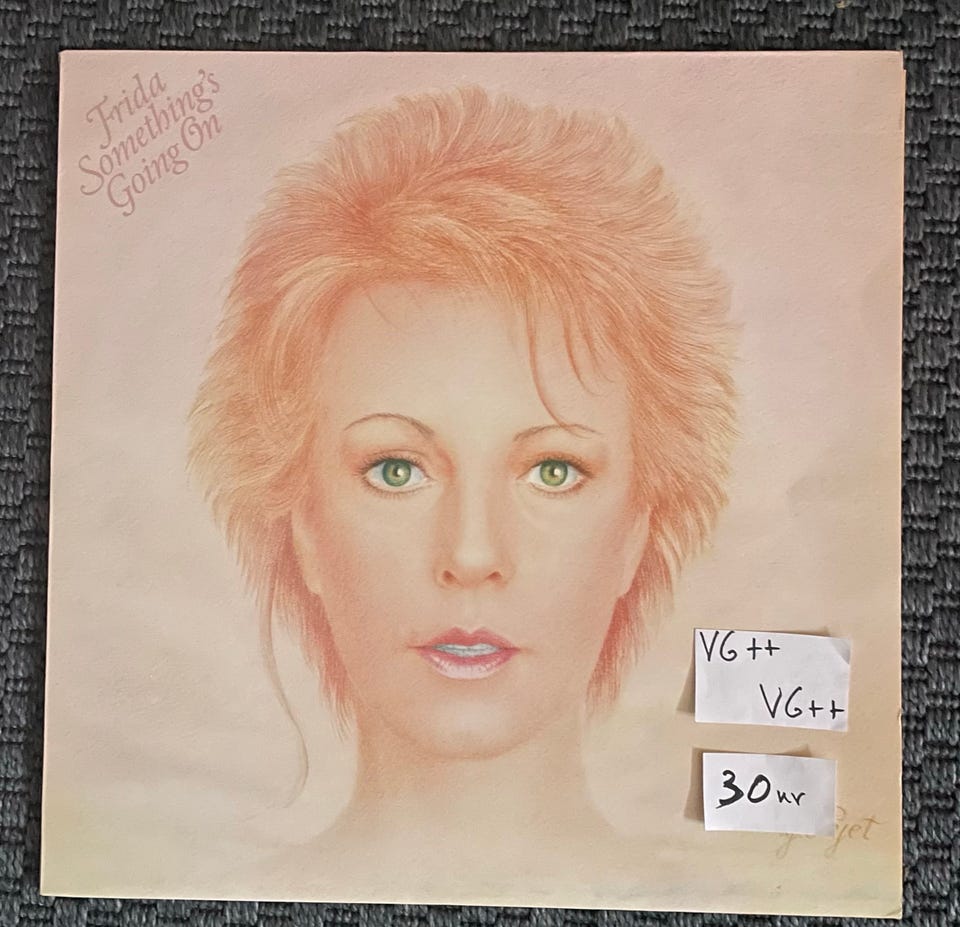 Frida
Something's
Going On
VG ++
VG++
30 kr